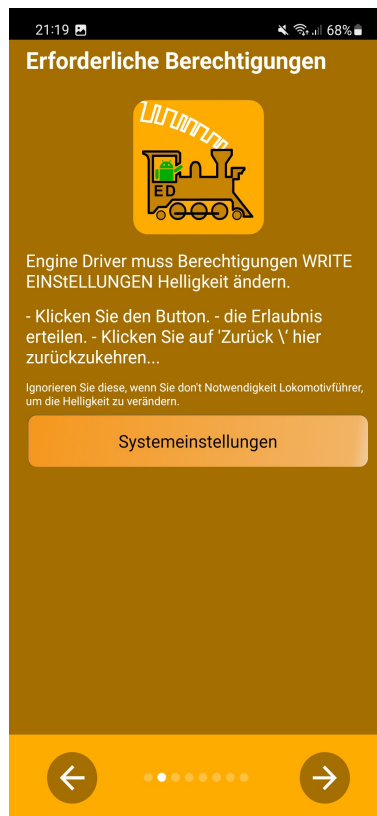 21:19 68%
Erforderliche Berechtigungen
ED
Engine Driver muss Berechtigungen WRITE
EINStELLUNGEN Helligkeit ändern.
- Klicken Sie den Button. - die Erlaubnis
erteilen. - Klicken Sie auf 'Zurück \‘ hier
zurückzukehren...
Ignorieren Sie diese, wenn Sie don't Notwendigkeit Lokomotivführer,
um die Helligkeit zu verändern.
Systemeinstellungen